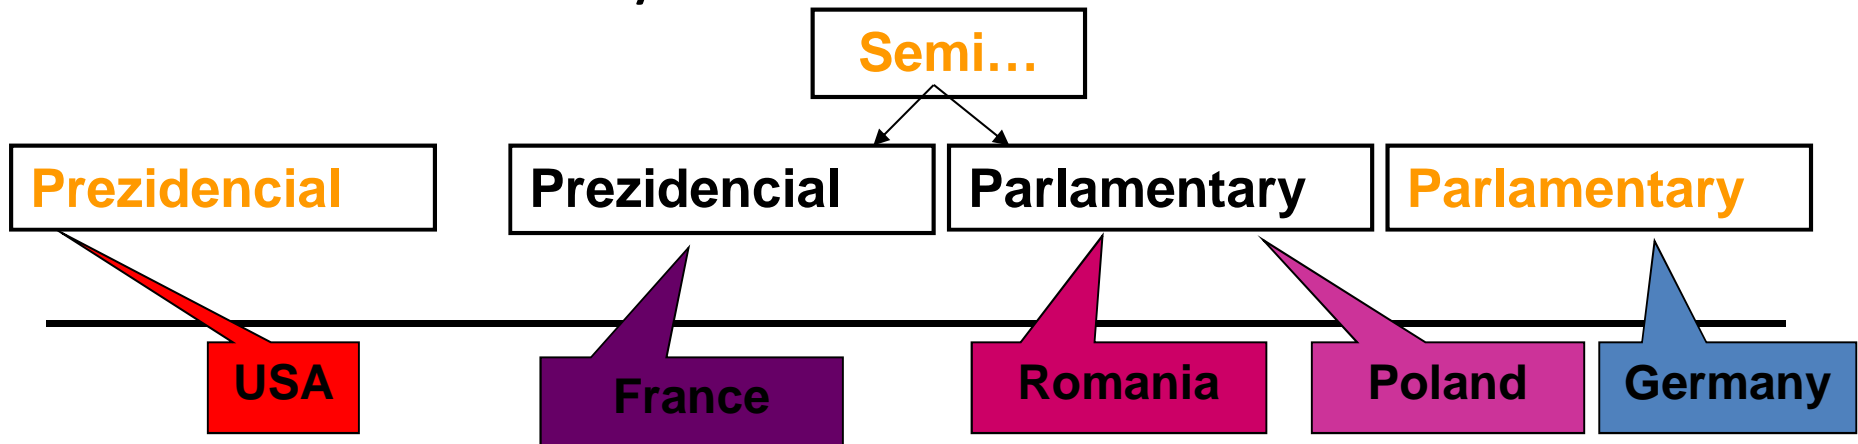 Semi…
Prezidencial
Prezidencial
Parlamentary
Parlamentary
USA
France
Romania
Poland
Germany